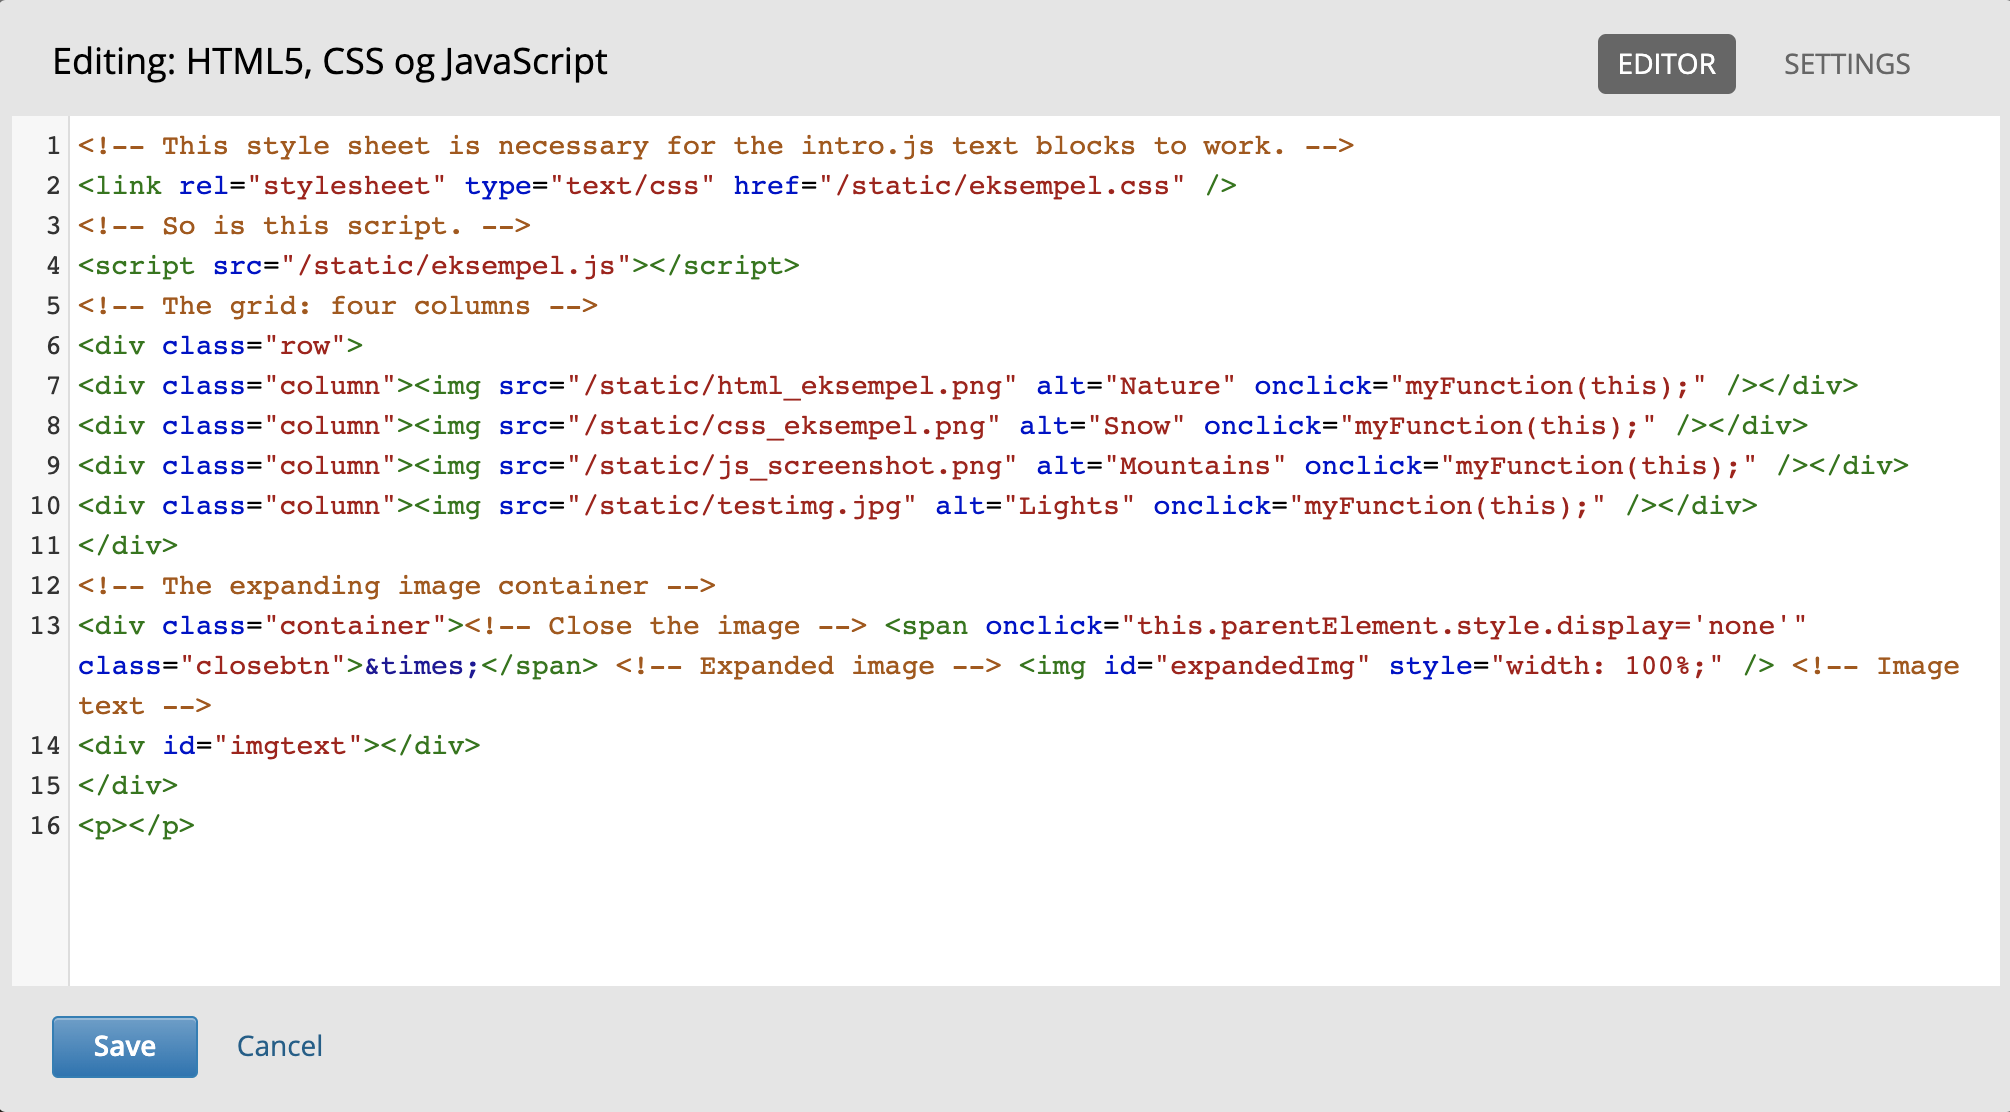 Editing: HTML5, CSS og JavaScript
EDITOR
SETTINGS
1 <!-- This style sheet is necessary for the intro.js text blocks to work. -->
2 <link rel="stylesheet" type="text/css" href="/static/eksempel.css" />
3 <!-- So is this script. -->
4 <script src="/static/eksempel.js"></script>
5 <!-- The grid: four columns -->
6 <div class="row">
7 <div class="column"><img src="/static/html_eksempel.png" alt="Nature" onclick="myFunction(this);" /></div>
8 <div class="column"><img src="/static/css_eksempel.png" alt="Snow" onclick="myFunction(this);" /></div>
9 <div class="column"><img src="/static/js_screenshot.png" alt="Mountains" onclick="myFunction(this);" /></div>
10 <div class="column"><img src="/static/testimg.jpg" alt="Lights" onclick="myFunction(this);" /></div>
11 </div>
12 <!-- The expanding image container -->
13 <div class="container"><!-- Close the image --> <span onclick="this.parentElement.style.display='none'"
class="closebtn">&times;</span> <!-- Expanded image --> <img id="expandedImg" style="width: 100%;" /> <!-- Image
text -->
14 <div id="imgtext"></div>
15 </div>
16 <p></p>
Save
Cancel